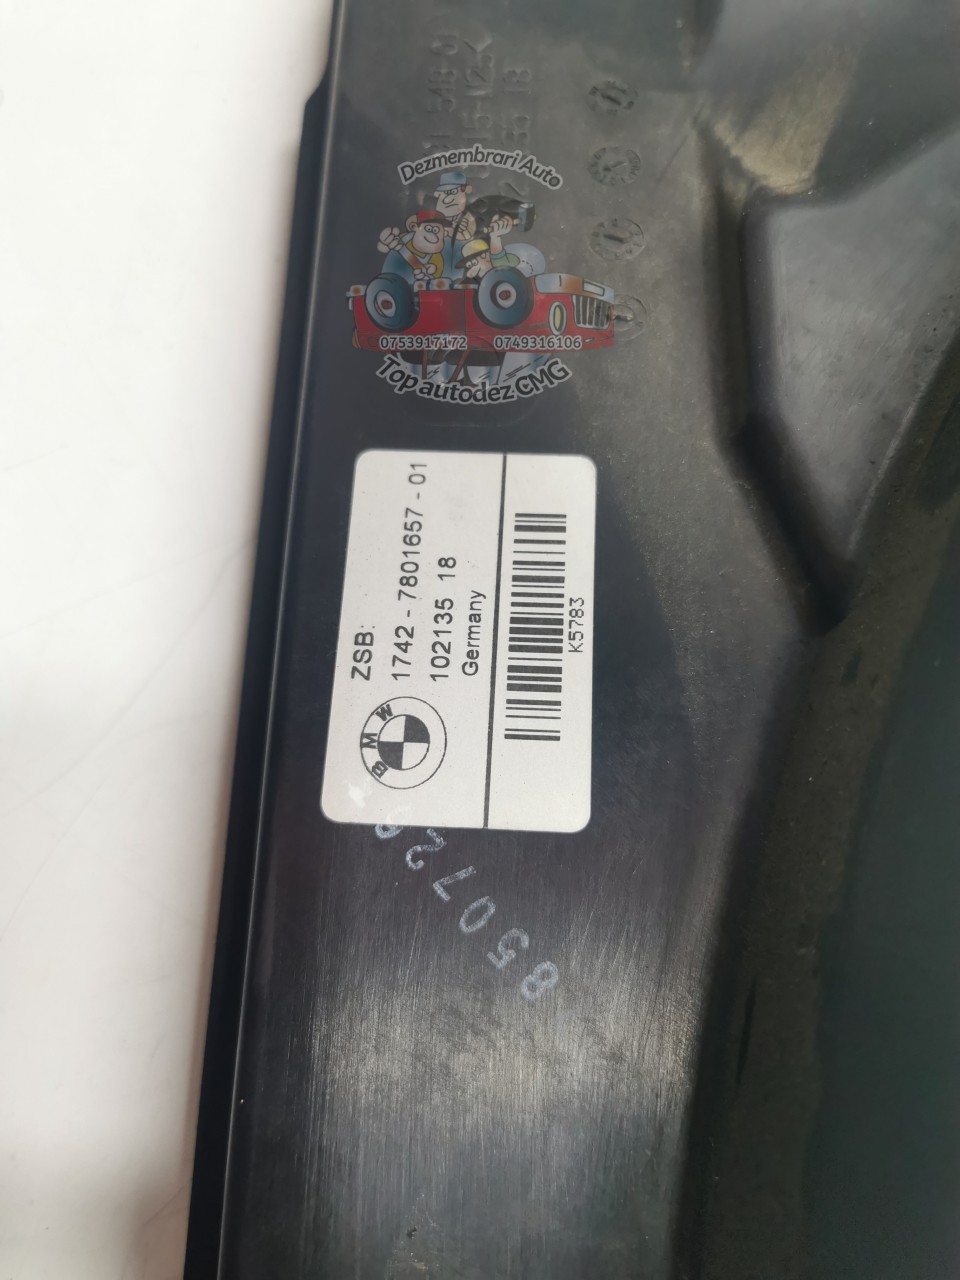 Dezmembrari Auto
0753917172 0749316106
Top autodez CMG
ZSB:
1742 - 7801657 - 01
102135 18
Germany
BMW
K5783